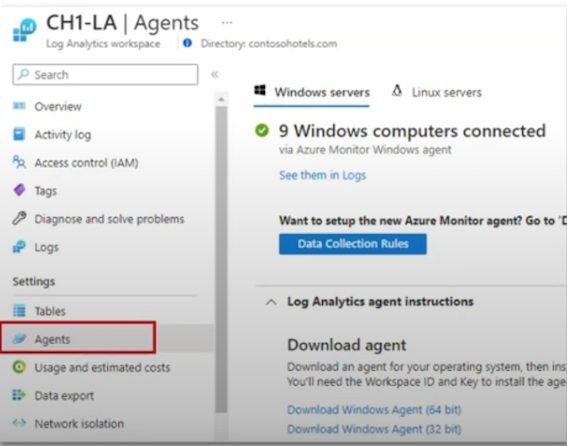 CH1-LA | Agents ...
Log Analytics workspace Directory: contosohotels.com
Search
Overview
Activity log
Access control (IAM)
Tags
Diagnose and solve problems
Logs
Settings
Tables
Agents
Usage and estimated costs
Data export
Network isolation
Windows servers
Linux servers
9 Windows computers connected
via Azure Monitor Windows agent
See them in Logs
Want to setup the new Azure Monitor agent? Go to 'D
Data Collection Rules
Log Analytics agent instructions
Download agent
Download an agent for your operating system, then ins
You'll need the Workspace ID and Key to install the age
Download Windows Agent (64 bit)
Download Windows Agent (32 bit)